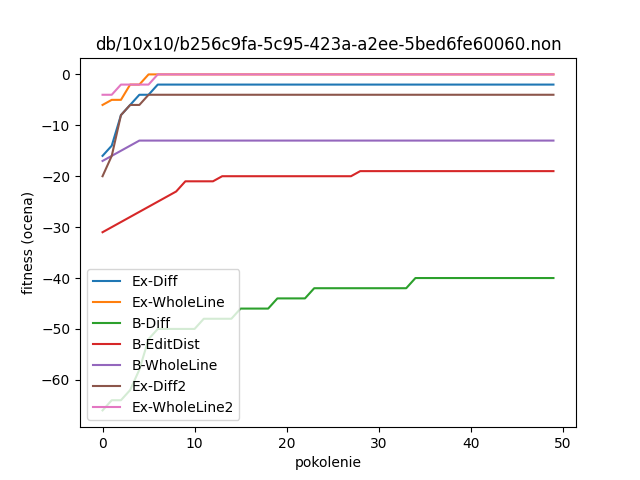 db/10x10/b256c9fa-5c95-423a-a2ee-5bed6fe60060.non
fitness (ocena)
0
−10
−20
−30
−40
−50
−60
Ex-Diff
Ex-WholeLine
B-Diff
B-EditDist
B-WholeLine
Ex-Diff2
Ex-WholeLine2
0 10 20 30 40 50
pokolenie